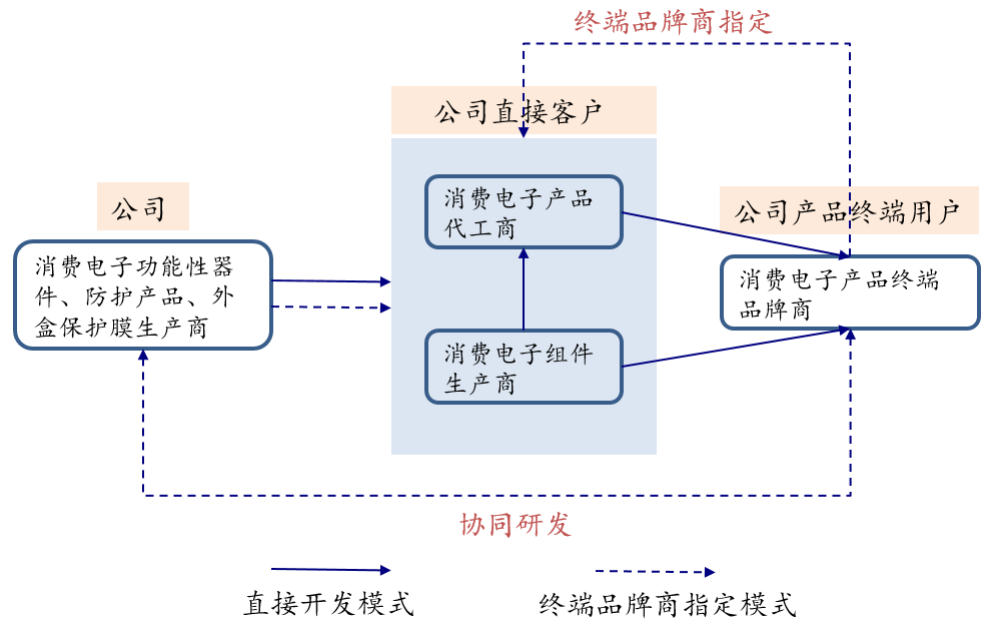 终端品牌商指定
公司直接客户
公司
消费电子功能性器
件、防护产品、外
盒保护膜生产商
消费电子产品
代工商
消费电子组件
生产商
公司产品终端用户
消费电子产品终端
品牌商
协同研发
直接开发模式
终端品牌商指定模式